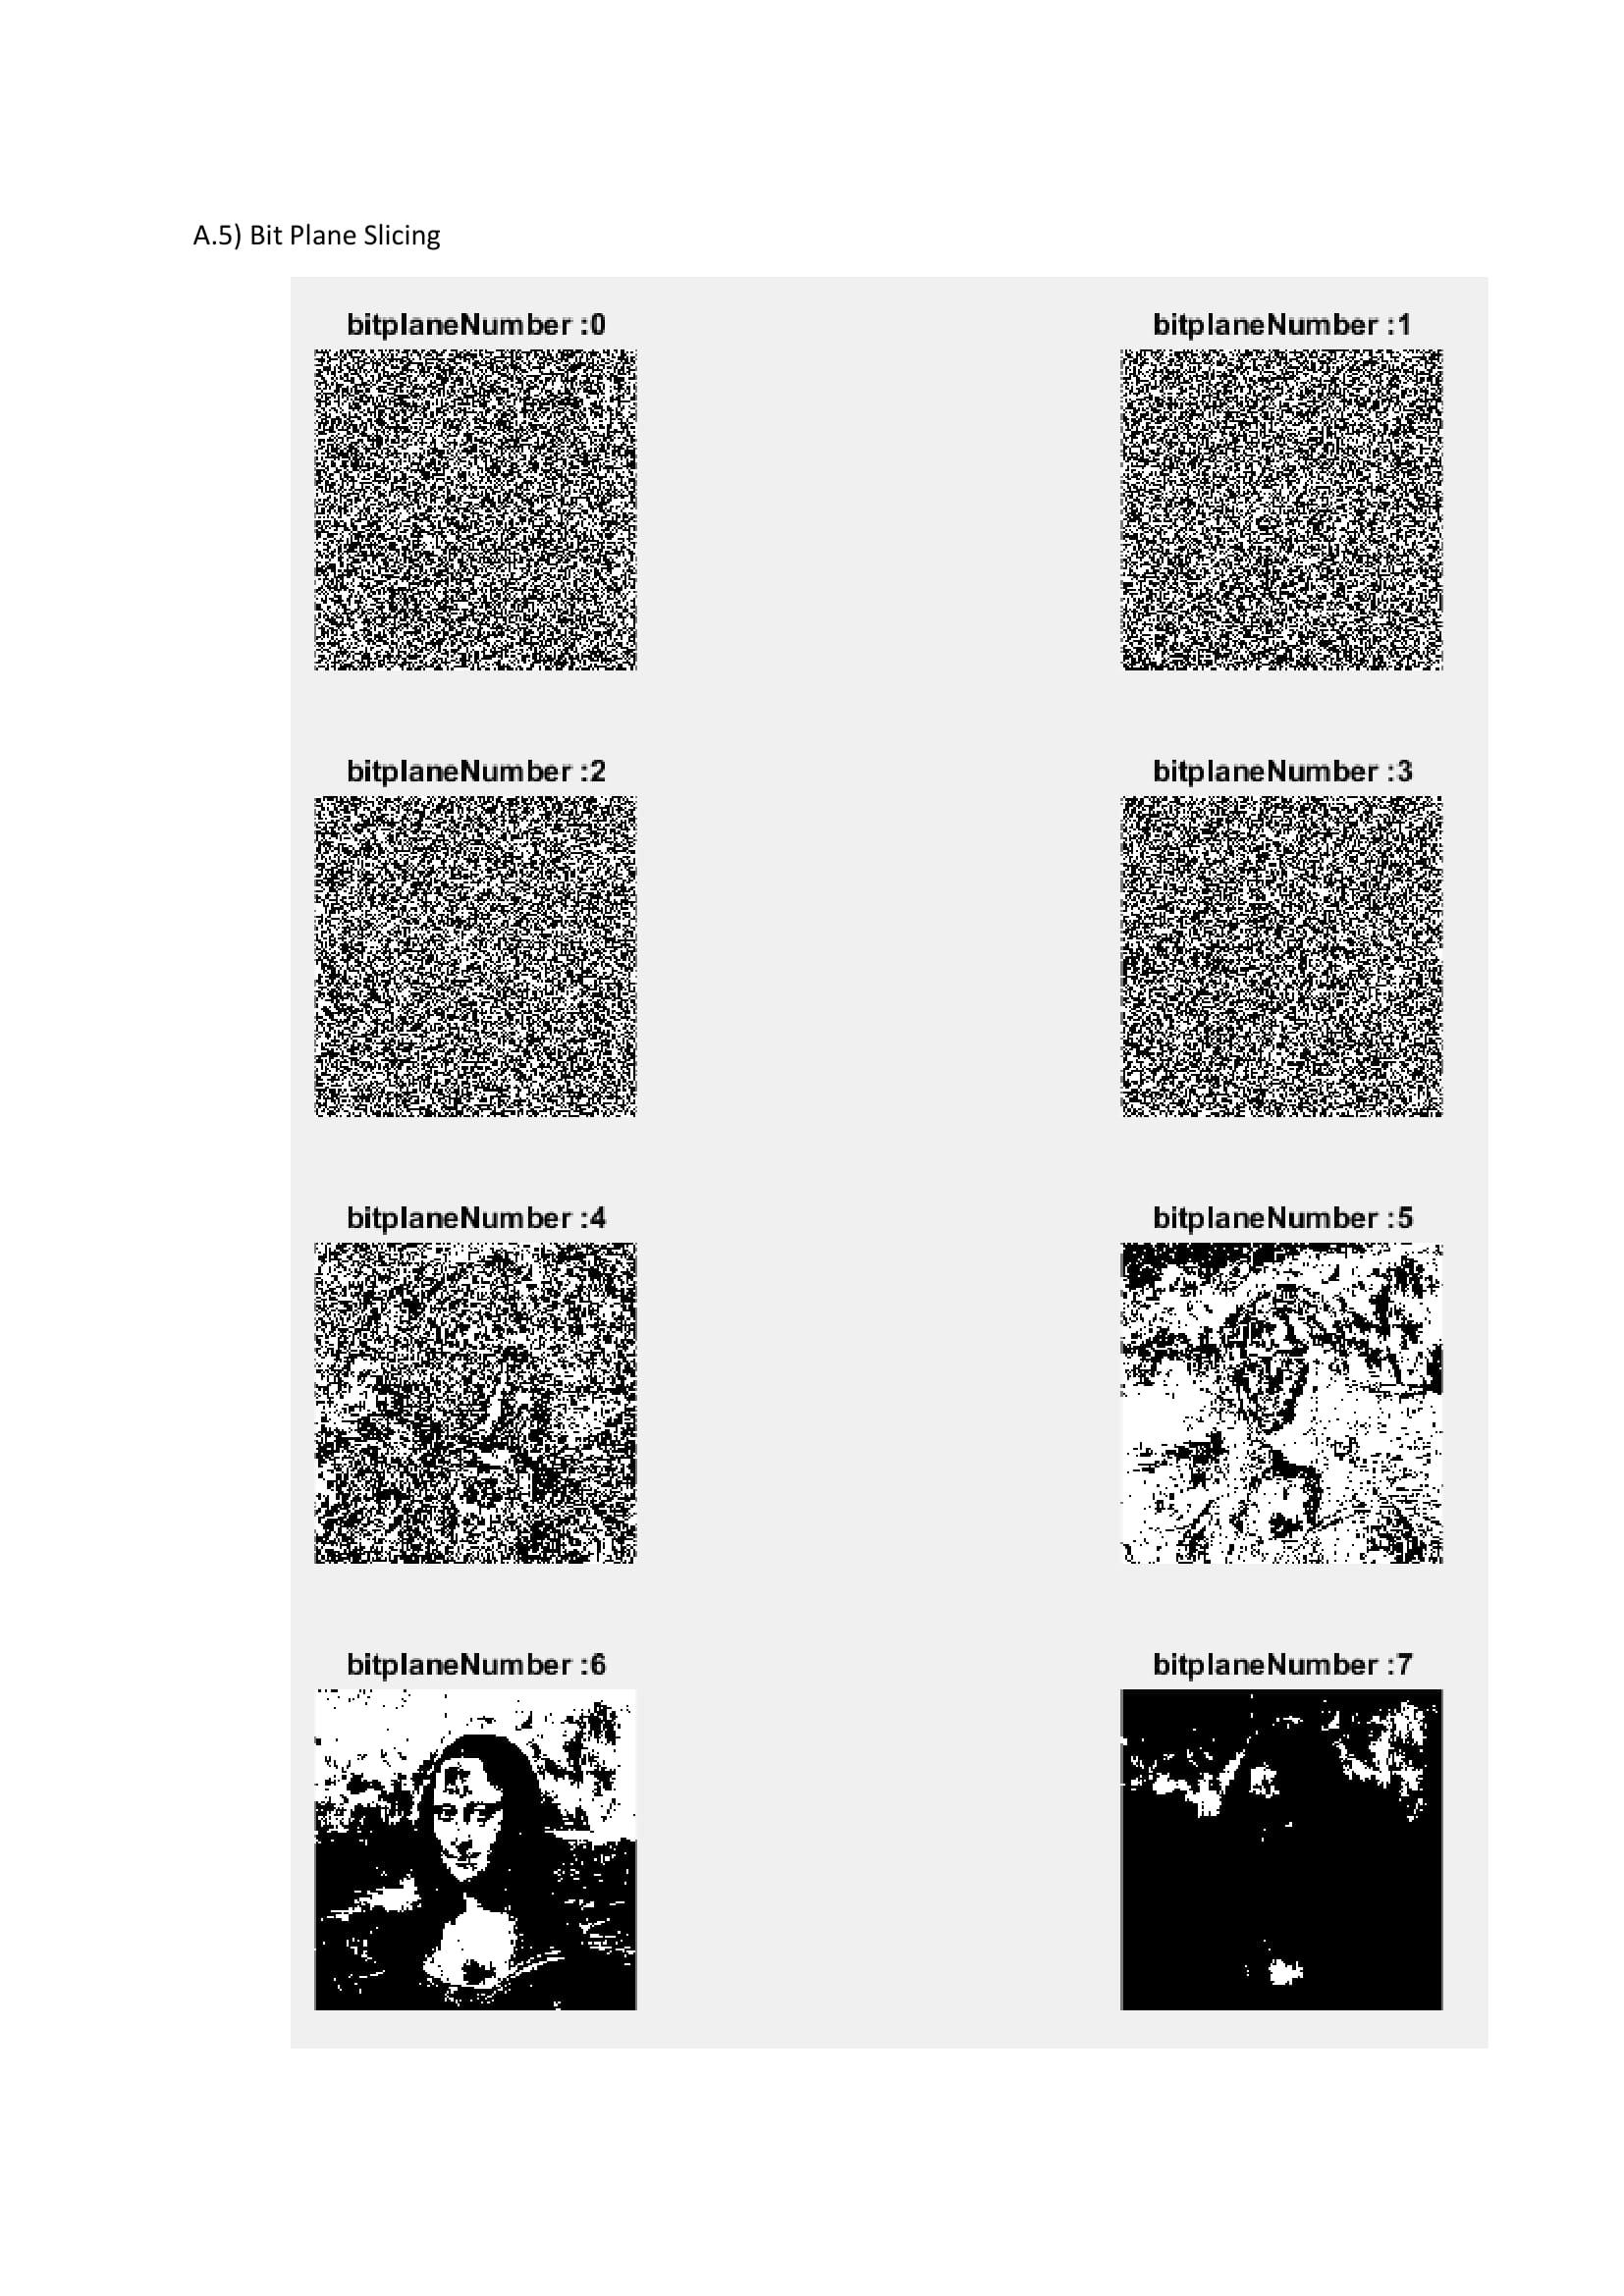 A.5) Bit Plane Slicing
bitplaneNumber :0
bitplaneNumber :1
bitplaneNumber :2
bitplaneNumber :3
bitplaneNumber :4
bitplaneNumber :5
bitplaneNumber :6
bitplaneNumber :7